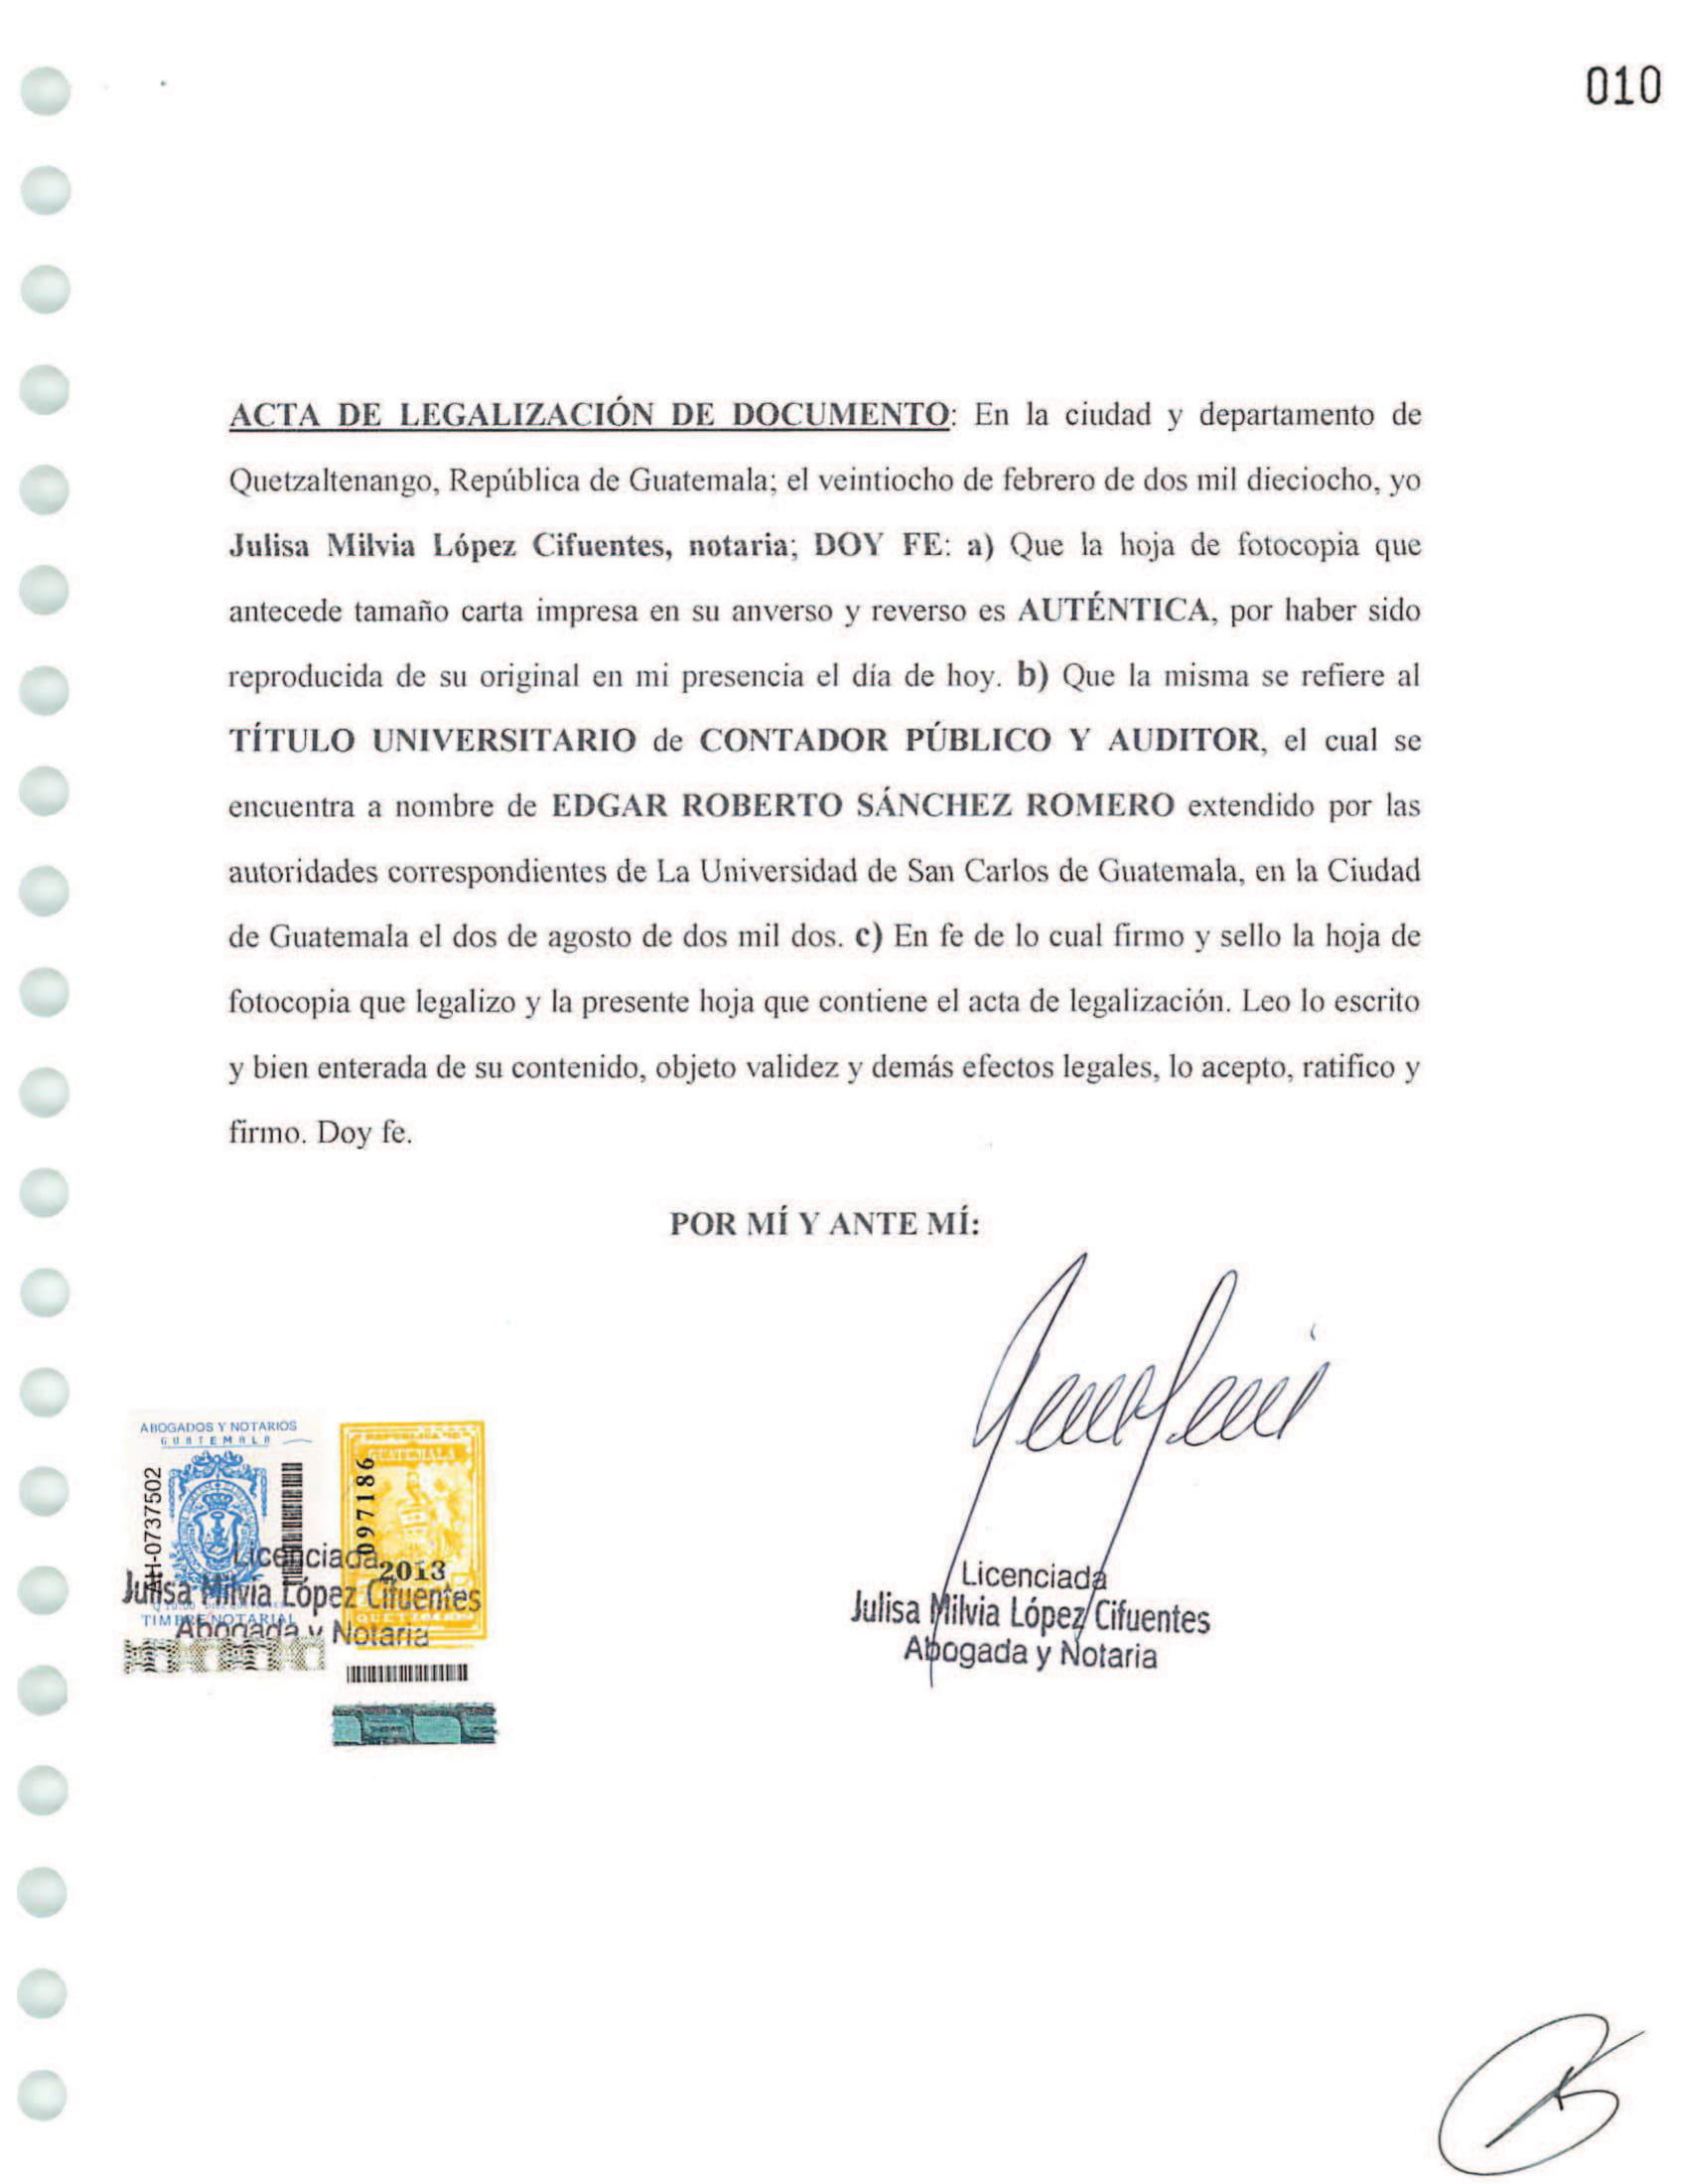 010
ACTA DE LEGALIZACIÓN DE DOCUMENTO: En la ciudad y departamento de
Quetzaltenango, República de Guatemala; el veintiocho de febrero de dos mil dieciocho, yo
Julisa Milvia López Cifuentes, notaria; DOY FE: a) Que la hoja de fotocopia que
antecede tamaño carta impresa en su anverso y reverso es AUTÉNTICA, por haber sido
reproducida de su original en mi presencia el día de hoy. b) Que la misma se refiere al
TÍTULO UNIVERSITARIO de CONTADOR PÚBLICO Y AUDITOR, el cual se
encuentra a nombre de EDGAR ROBERTO SÁNCHEZ ROMERO extendido por las
autoridades correspondientes de La Universidad de San Carlos de Guatemala, en la Ciudad
de Guatemala el dos de agosto de dos mil dos. c) En fe de lo cual firmo y sello la hoja de
fotocopia que legalizo y la presente hoja que contiene el acta de legalización. Leo lo escrito
y bien enterada de su contenido, objeto validez y demás efectos legales, lo acepto, ratifico y
firmo. Doy fe.
POR MÍ Y ANTE MÍ:
ABOGADOS Y NOTARIOS
GUATEMALA
AH-0737502
TIMBRE NOTARIAL
GUATEMALA
097186
2013
Licenciada
Julisa Milvia López Cifuentes
Abogada y Notaria
Licenciada
Julisa Milvia López Cifuentes
Abogada y Notaria